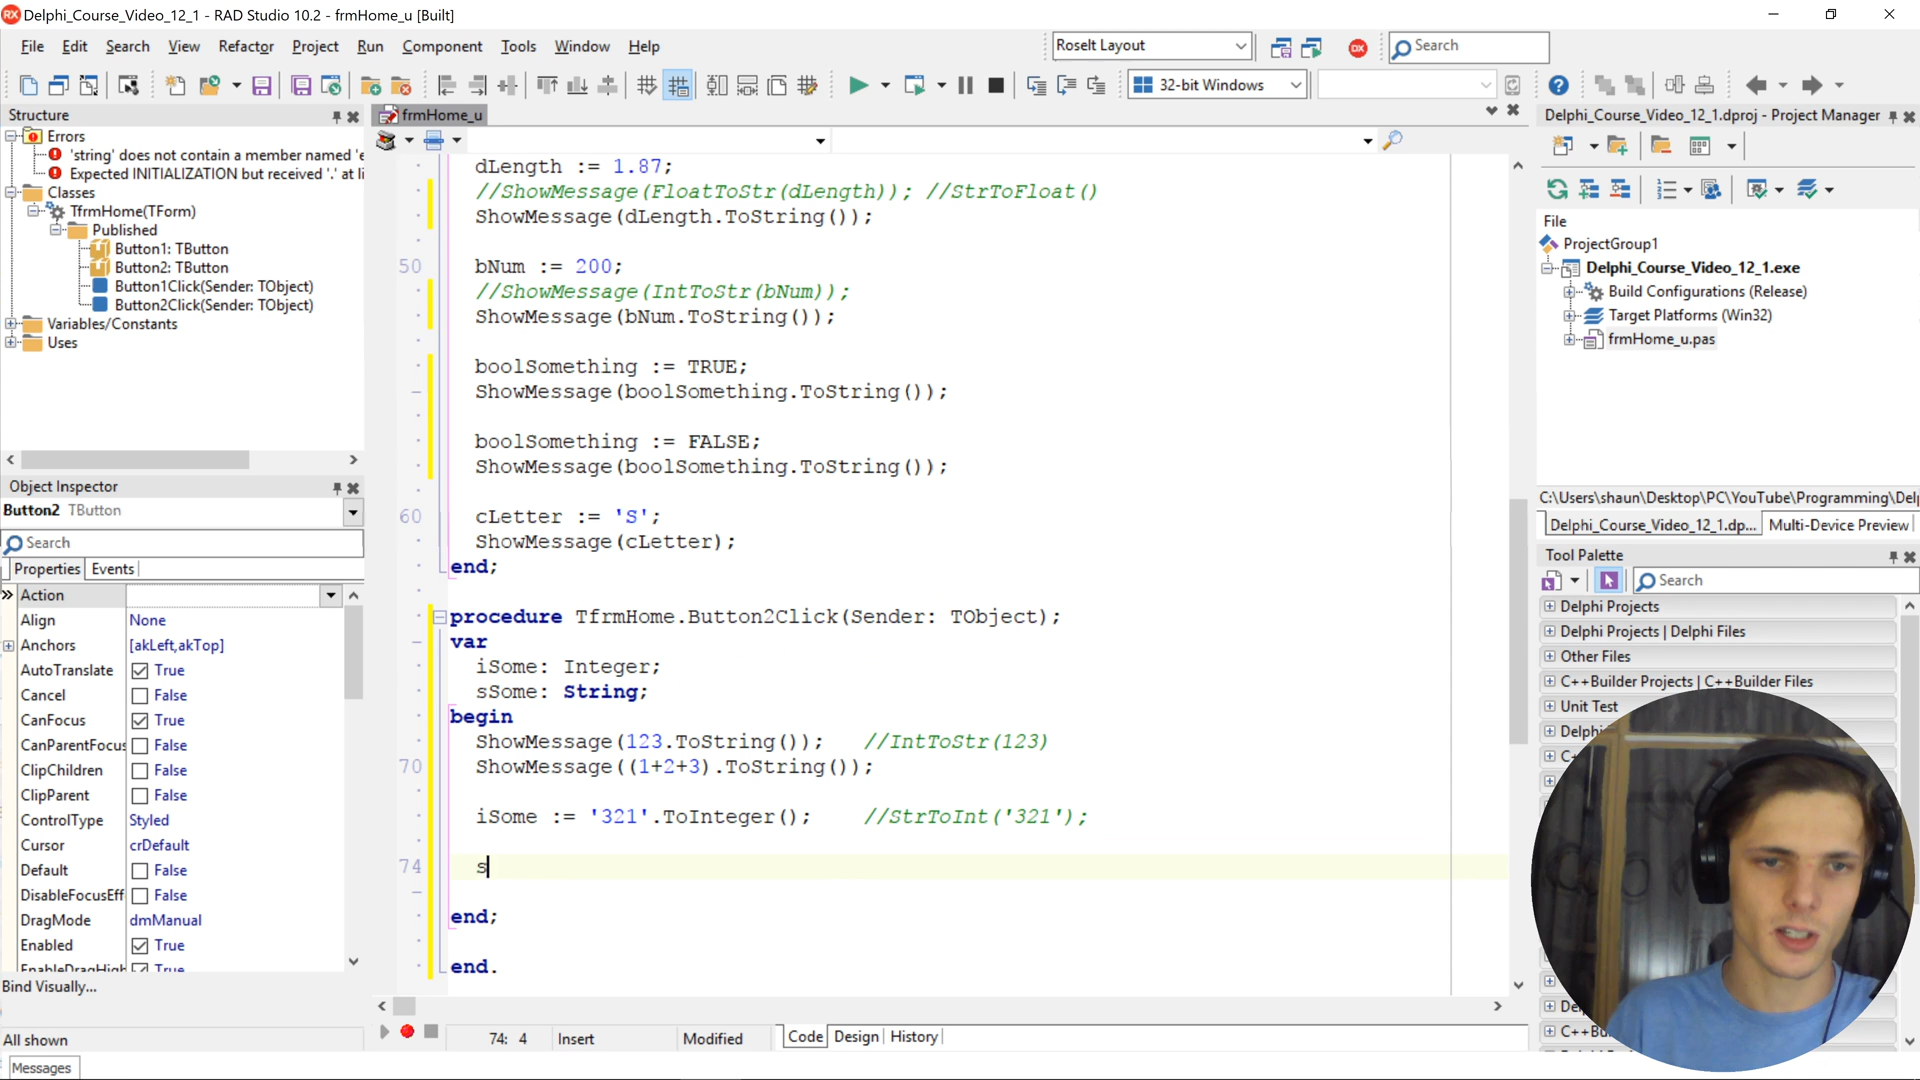 Delphi_Course_Video_12_1 - RAD Studio 10.2 - frmHome_u [Built]
File Edit Search View Refactor Project Run Component Tools Window Help
Roselt Layout
Search
32-bit Windows
Structure
Errors
'string' does not contain a member named 'e
Expected INITIALIZATION but received '.' at li
Classes
TfrmHome(TForm)
Published
Button1: TButton
Button2: TButton
Button1Click(Sender: TObject)
Button2Click(Sender: TObject)
Variables/Constants
Uses
Object Inspector
Button2 TButton
Search
Properties Events
Action
Align None
Anchors [akLeft,akTop]
AutoTranslate True
Cancel False
CanFocus True
CanParentFocus False
ClipChildren False
ClipParent False
ControlType Styled
Cursor crDefault
Default False
DisableFocusEff False
DragMode dmManual
Enabled True
EnableDragHigh True
Bind Visually...
All shown
Messages
frmHome_u
dLength := 1.87;
//ShowMessage(FloatToStr(dLength)); //StrToFloat()
ShowMessage(dLength.ToString());
50 bNum := 200;
//ShowMessage(IntToStr(bNum));
ShowMessage(bNum.ToString());
boolSomething := TRUE;
ShowMessage(boolSomething.ToString());
boolSomething := FALSE;
ShowMessage(boolSomething.ToString());
60 cLetter := 'S';
ShowMessage(cLetter);
end;
procedure TfrmHome.Button2Click(Sender: TObject);
var
iSome: Integer;
sSome: String;
begin
ShowMessage(123.ToString()); //IntToStr(123)
70 ShowMessage((1+2+3).ToString());
iSome := '321'.ToInteger(); //StrToInt('321');
74 s
end;
end.
74: 4 Insert Modified Code Design History
Delphi_Course_Video_12_1.dproj - Project Manager
File
ProjectGroup1
Delphi_Course_Video_12_1.exe
Build Configurations (Release)
Target Platforms (Win32)
frmHome_u.pas
C:\Users\shaun\Desktop\PC\YouTube\Programming\Del
Delphi_Course_Video_12_1.dp... Multi-Device Preview
Tool Palette
Search
Delphi Projects
Delphi Projects | Delphi Files
Other Files
C++Builder Projects | C++Builder Files
Unit Test
Delphi
C+
De
C++Bu